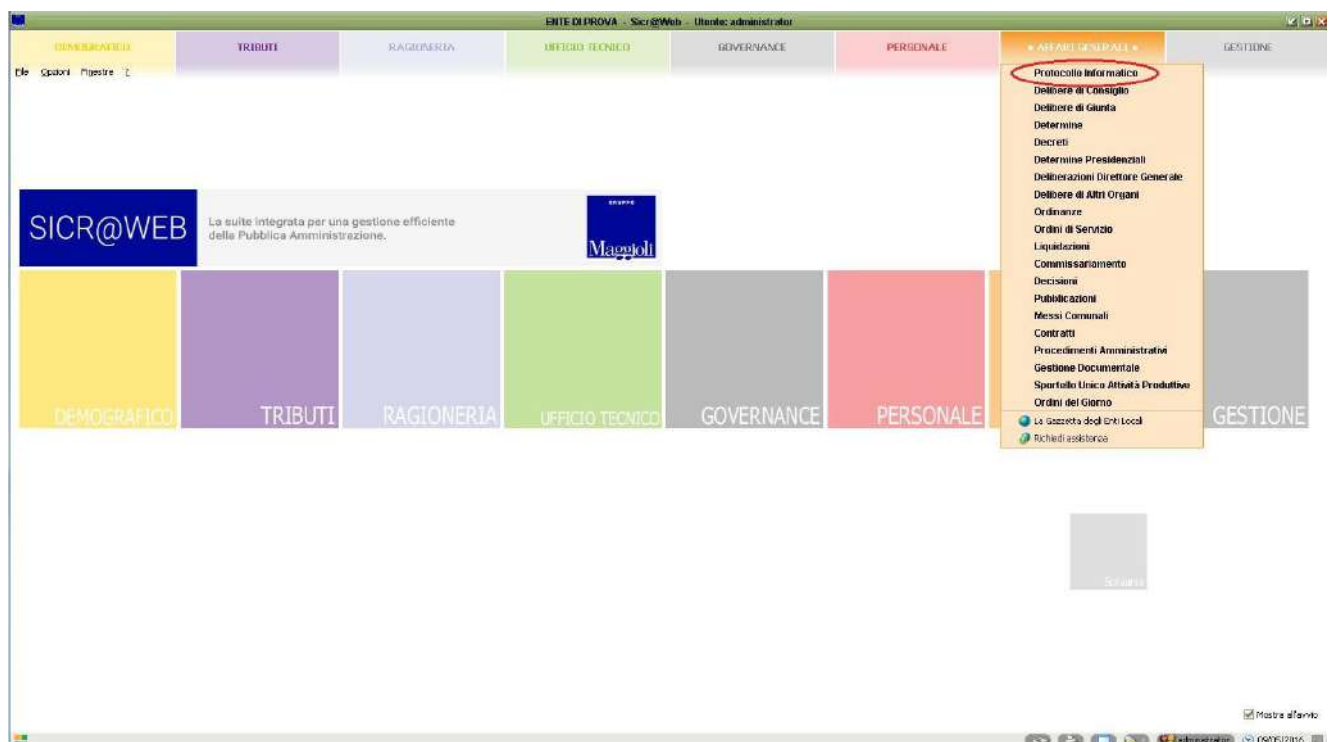 ENTE DI PROVA - Sicr@Web - Utente: administrator
DEMOGRAFICO TRIBUTI RAGIONERIA UFFICIO TECNICO GOVERNANCE PERSONALE AFFARI GENERALI GESTIONE
File Opzioni Finestre ?
Protocollo Informatico
Delibere di Consiglio
Delibere di Giunta
Determine
Decreti
Determine Presidenziali
Deliberazioni Direttore Generale
Delibere di Altri Organi
Ordinanze
Ordini di Servizio
Liquidazioni
Commissariamento
Decisioni
Pubblicazioni
Messi Comunali
Contratti
Procedimenti Amministrativi
Gestione Documentale
Sportello Unico Attività Produttive
Ordini del Giorno
La Gazzetta degli Enti Locali
Richiedi assistenza
SICR@WEB
La suite integrata per una gestione efficiente
della Pubblica Amministrazione.
GRUPPO
Maggioli
DEMOGRAFICO TRIBUTI RAGIONERIA UFFICIO TECNICO GOVERNANCE PERSONALE GESTIONE
Mostra all'avvio
administrator 09/05/2016